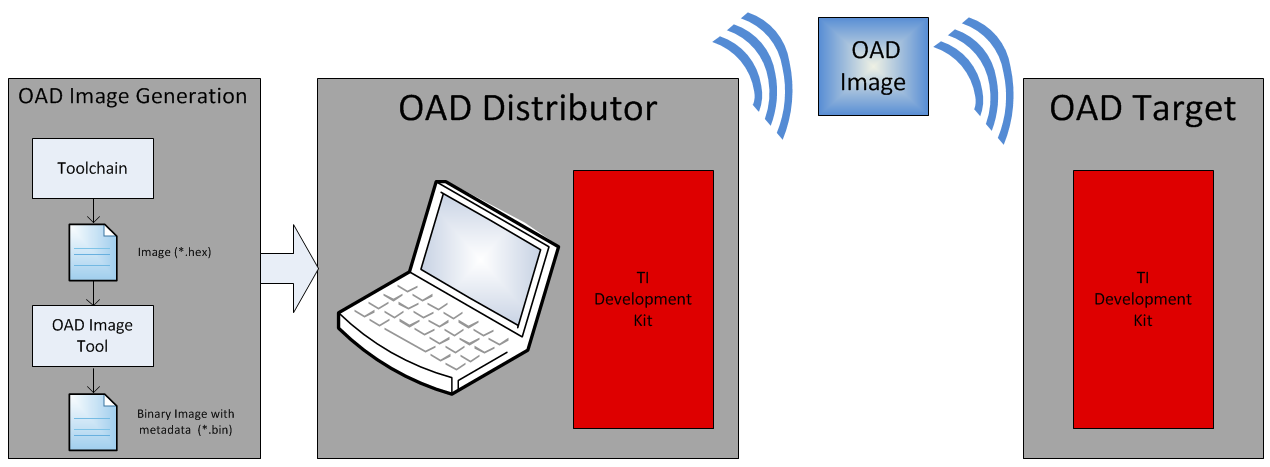 OAD Image Generation
Toolchain
Image (*.hex)
OAD Image
Tool
Binary Image with
metadata (*.bin)
OAD Distributor
TI
Development
Kit
OAD
Image
OAD Target
TI
Development
Kit